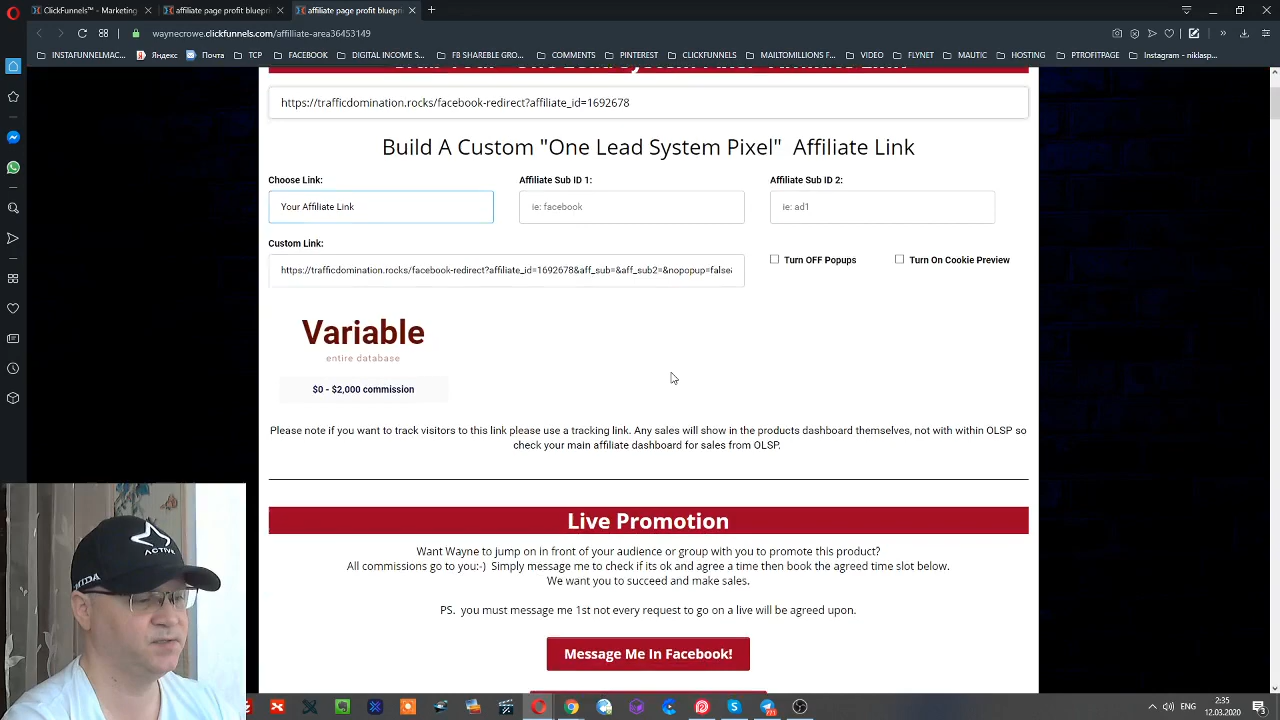 ClickFunnels™ - Marketing
affiliate page profit bluepri
affiliate page profit bluepri
waynecrowe.clickfunnels.com/affiliate-area36453149
INSTAFUNNELMAC...
Яндекс
ПОЧТА
DIGITAL INCOME S...
FB SHAREBLE GRO...
COMMENTS
PINTEREST
CLICKFUNNELS
MAILTOMILLIONS
VIDEO
FLYNET
MAUTIC
HOSTING
PTROFITPAGE
Instagram - niklasp...
https://trafficdomination.rocks/facebook-redirect?affiliate_id=1692678
Build A Custom "One Lead System Pixel" Affiliate Link
Choose Link:
Affiliate Sub ID 1:
Affiliate Sub ID 2:
Your Affiliate Link
ie: facebook
ie: ad1
Custom Link:
https://trafficdomination.rocks/facebook-redirect?affiliate_id=1692678&aff_sub=&aff_sub2=&nopopup=false
Turn OFF Popups
Turn On Cookie Preview
Variable
entire database
$0 - $2,000 commission
Please note if you want to track visitors to this link please use a tracking link. Any sales will show in the products dashboard themselves, not with within OLSP so
check your main affiliate dashboard for sales from OLSP.
Live Promotion
Want Wayne to jump on in front of your audience or group with you to promote this product?
All commissions go to you:-) Simply message me to check if its ok and agree a time then book the agreed time slot below.
We want you to succeed and make sales.
PS. you must message me 1st not every request to go on a live will be agreed upon.
Message Me In Facebook!
ACTIVE
ENG
2:35
12.03.2020